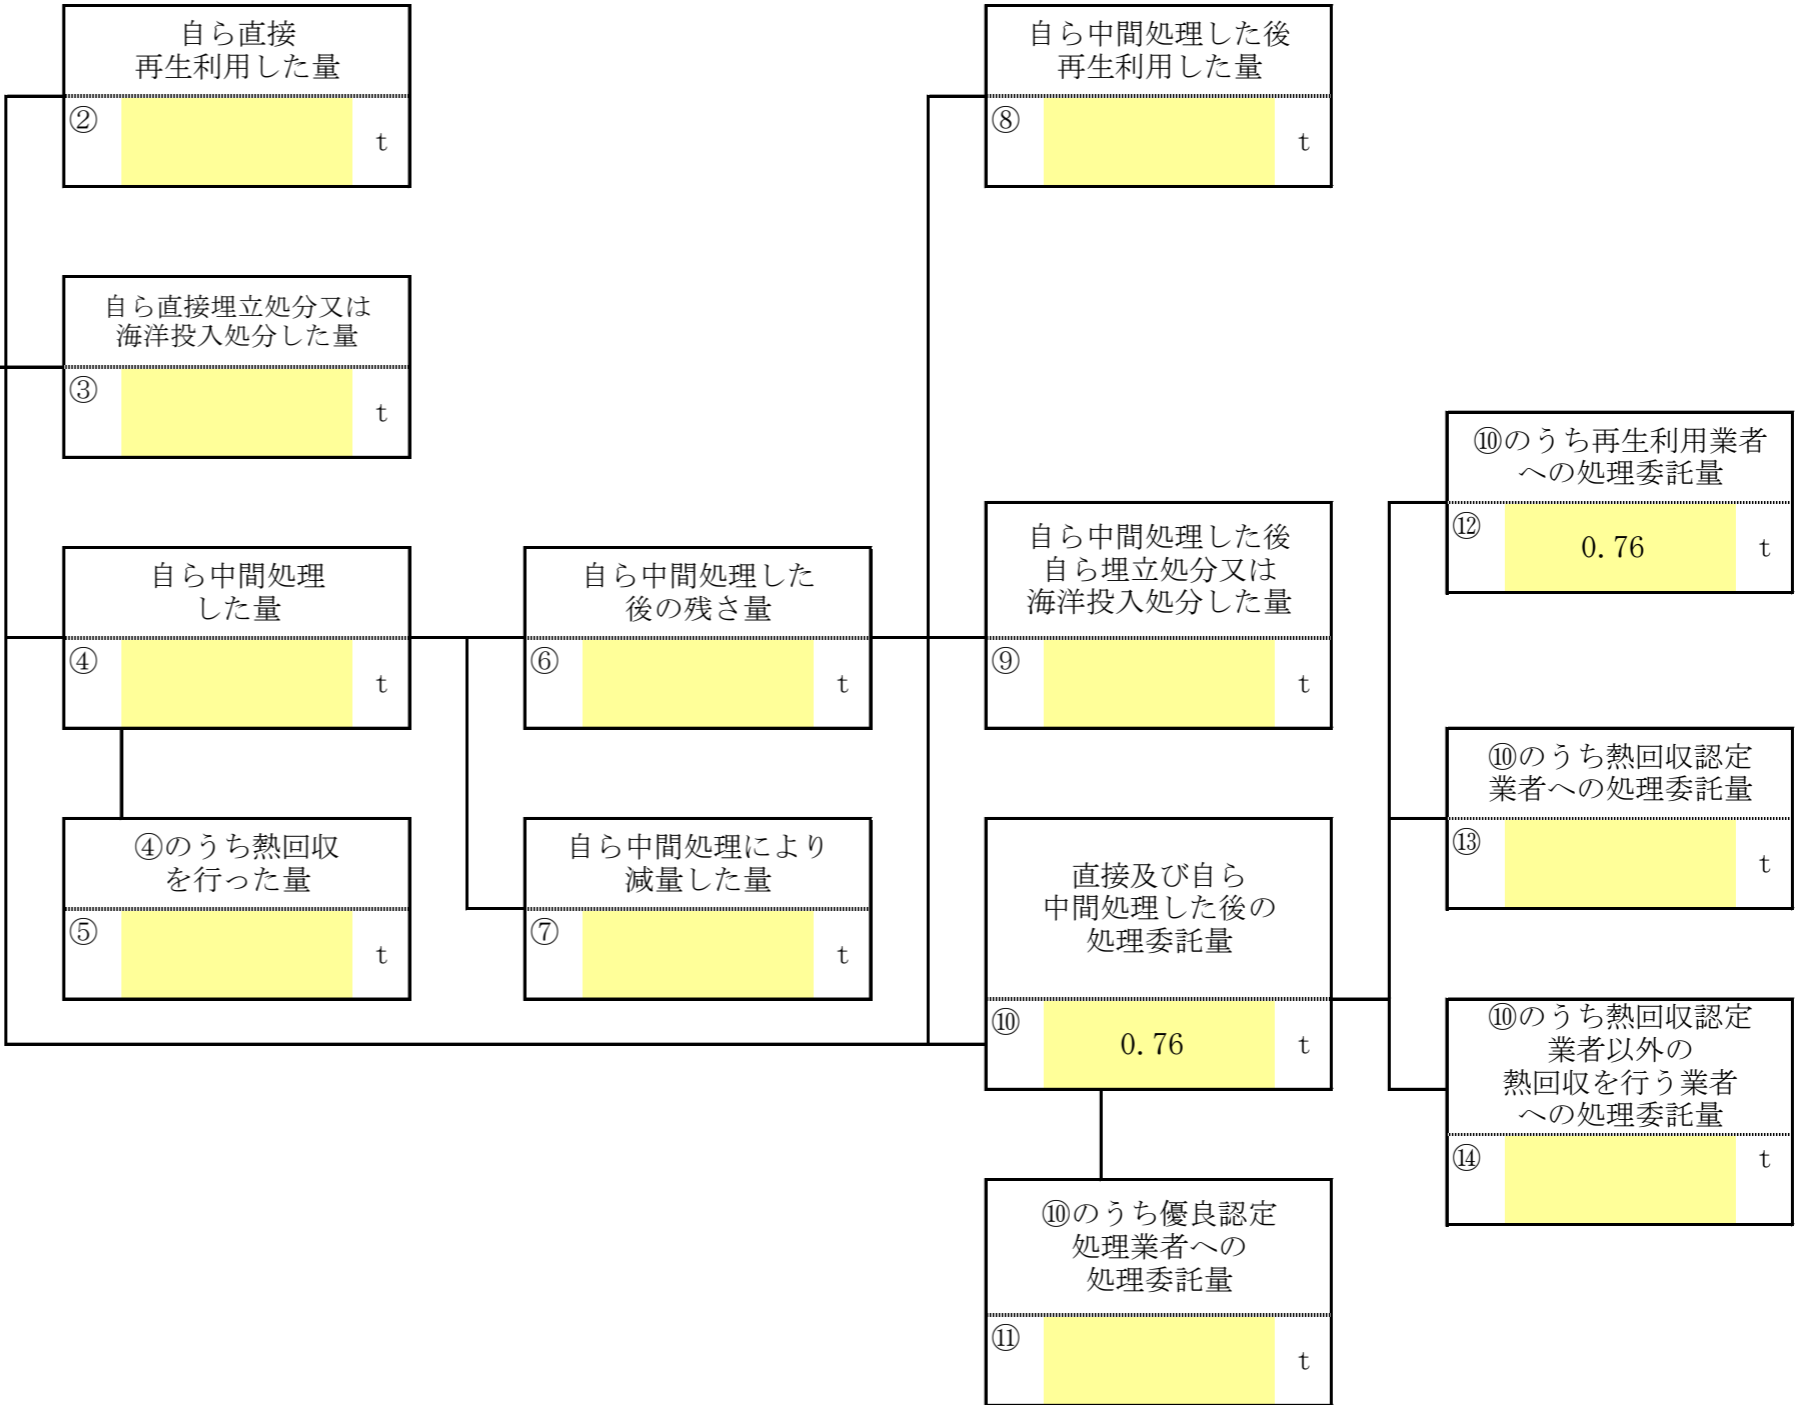 自ら直接
再生利用した量
② t
自ら中間処理した後
再生利用した量
⑧ t
自ら直接埋立処分又は
海洋投入処分した量
③ t
⑩のうち再生利用業者
への処理委託量
⑫ 0.76 t
自ら中間処理
した量
④ t
自ら中間処理した
後の残さ量
⑥ t
自ら中間処理した後
自ら埋立処分又は
海洋投入処分した量
⑨ t
⑩のうち熱回収認定
業者への処理委託量
⑬ t
④のうち熱回収
を行った量
⑤ t
自ら中間処理により
減量した量
⑦ t
直接及び自ら
中間処理した後の
処理委託量
⑩ 0.76 t
⑩のうち熱回収認定
業者以外の
熱回収を行う業者
への処理委託量
⑭ t
⑩のうち優良認定
処理業者への
処理委託量
⑪ t